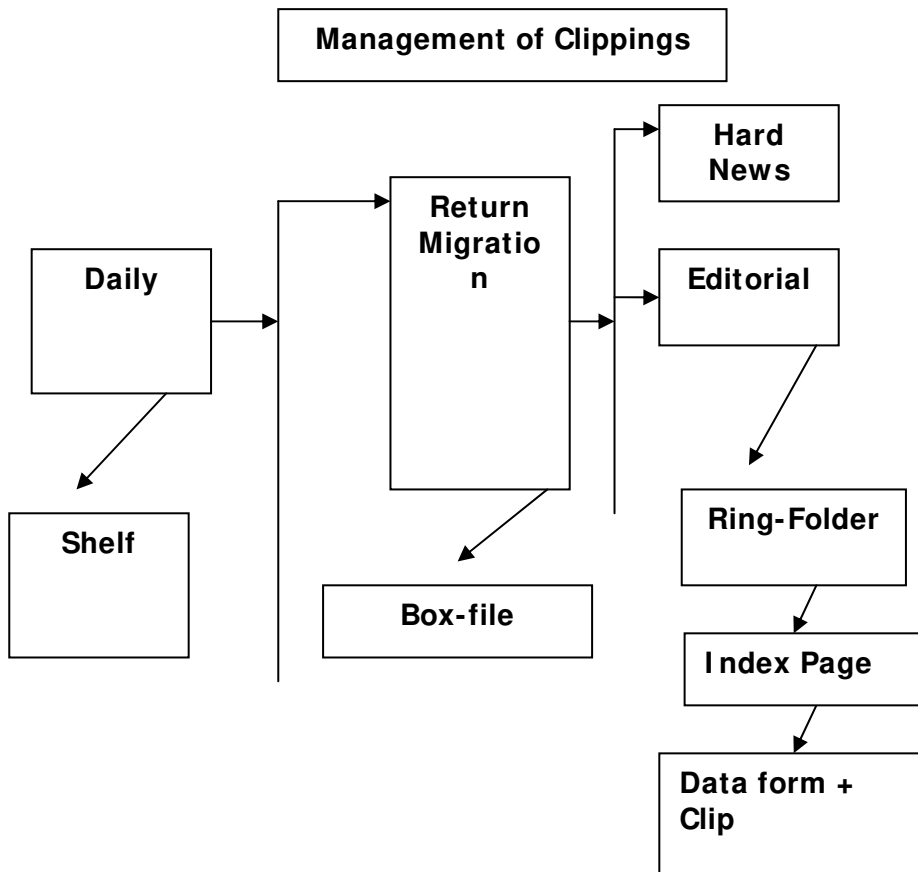 Management of Clippings
Hard
News
Return
Migratio
n
Daily
Editorial
Shelf
Ring-Folder
Box-file
Index Page
Data form +
Clip